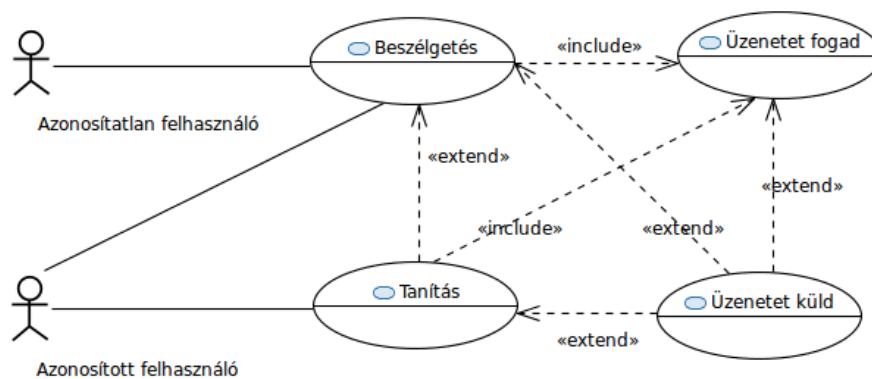 Beszélgetés
«include»
Üzenetet fogad
Azonosítatlan felhasználó
«extend»
«extend»
«include»
«extend»
Tanítás
Üzenetet küld
«extend»
Azonosított felhasználó